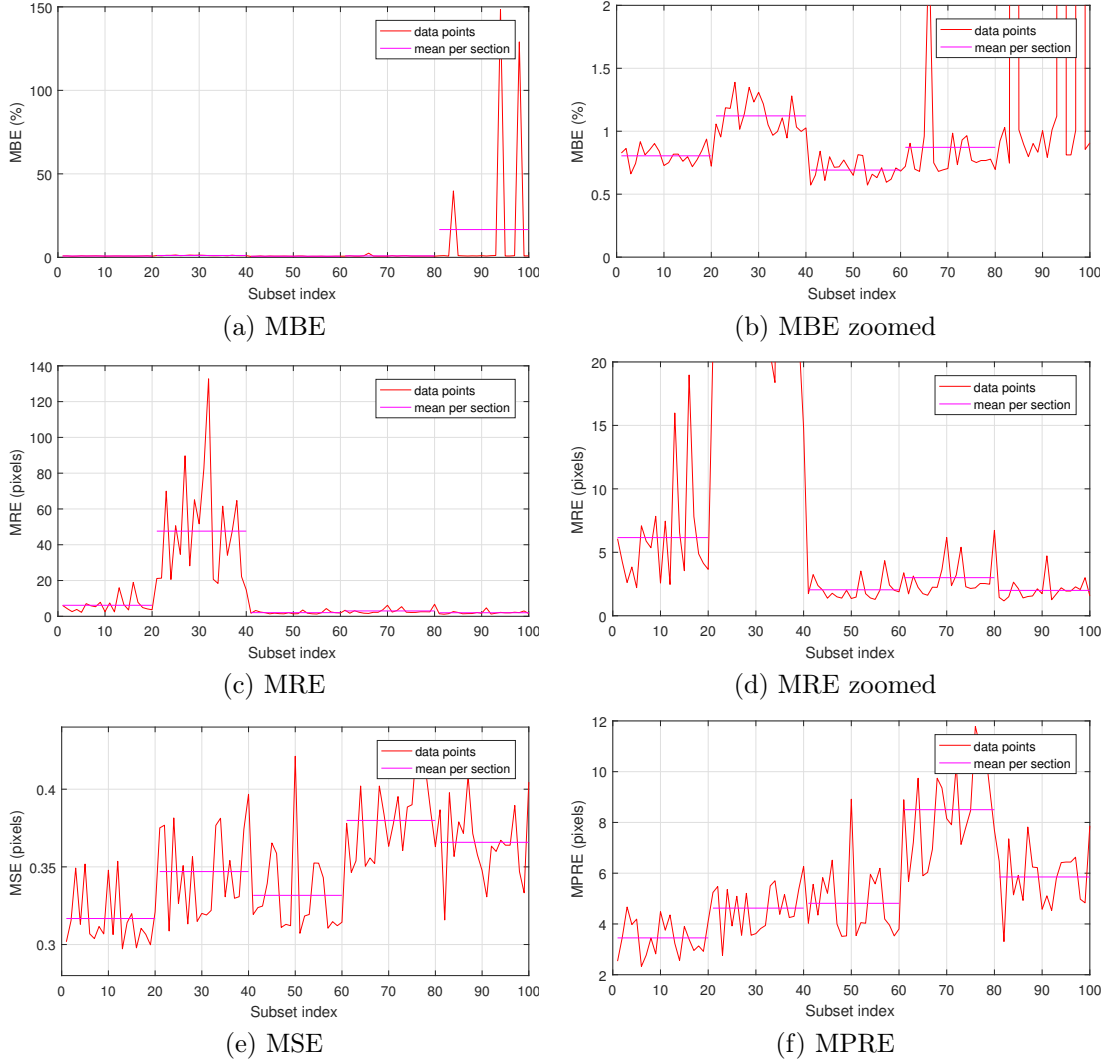 150
100
50
0
MBE (%)
0 10 20 30 40 50 60 70 80 90 100
Subset index
data points
mean per section
(a) MBE
2
1.5
1
0.5
0
MBE (%)
0 10 20 30 40 50 60 70 80 90 100
Subset index
data points
mean per section
(b) MBE zoomed
140
120
100
80
60
40
20
0
MRE (pixels)
0 10 20 30 40 50 60 70 80 90 100
Subset index
data points
mean per section
(c) MRE
20
15
10
5
0
MRE (pixels)
0 10 20 30 40 50 60 70 80 90 100
Subset index
data points
mean per section
(d) MRE zoomed
0.4
0.35
0.3
MSE (pixels)
0 10 20 30 40 50 60 70 80 90 100
Subset index
data points
mean per section
(e) MSE
12
10
8
6
4
2
MPRE
0 10 20 30 40 50 60 70 80 90 100
Subset index
data points
mean per section
(f) MPRE